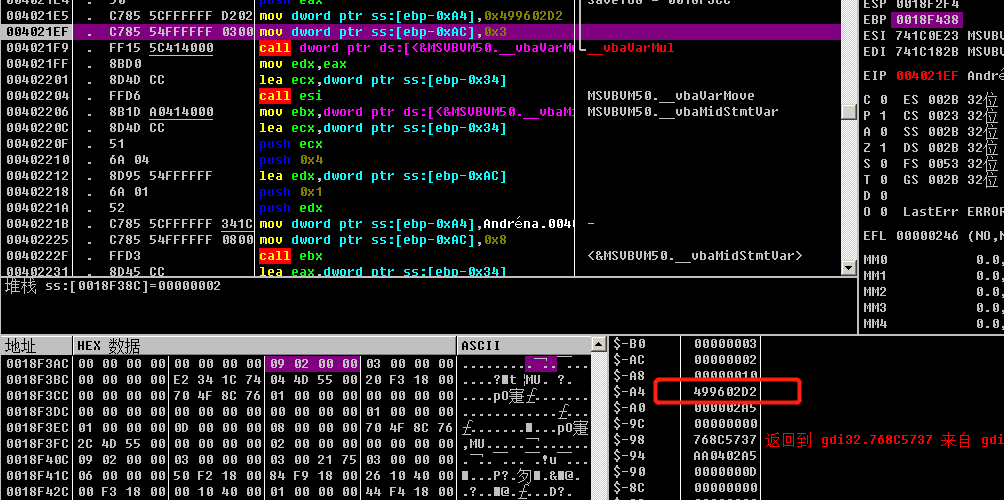 50 push eax Save100 = 0018F3CC
. C785 5CFFFFFF D202 mov dword ptr ss:[ebp-0xA4],0x499602D2
004021EF . C785 54FFFFFF 0300 mov dword ptr ss:[ebp-0xAC],0x3
004021F9 . FF15 5C414000 call dword ptr ds:[<&MSVBVM50.__vbaVarM __vbaVarMul
004021FF . 8BD0 mov edx,eax
00402201 . 8D4D CC lea ecx,dword ptr ss:[ebp-0x34]
00402204 . FFD6 call esi MSVBVM50.__vbaVarMove
00402206 . 8B1D A0414000 mov ebx,dword ptr ds:[<&MSVBVM50.__vbaMi MSVBVM50.__vbaMidStmtVar
0040220C . 8D4D CC lea ecx,dword ptr ss:[ebp-0x34]
0040220F . 51 push ecx
00402210 . 6A 04 push 0x4
00402212 . 8D95 54FFFFFF lea edx,dword ptr ss:[ebp-0xAC]
00402218 . 6A 01 push 0x1
0040221A . 52 push edx
0040221B . C785 5CFFFFFF 341C mov dword ptr ss:[ebp-0xA4],Andréna.0040 -
00402225 . C785 54FFFFFF 0800 mov dword ptr ss:[ebp-0xAC],0x8
0040222F . FFD3 call ebx <&MSVBVM50.__vbaMidStmtVar>
00402231 . 8D45 CC lea eax,dword ptr ss:[ebp-0x34]
堆栈 ss:[0018F38C]=00000002
ESP 0018F2F4
EBP 0018F438
ESI 741C0E23 MSVBV
EDI 741C182B MSVBV
EIP 004021EF André
C 0 ES 002B 32位
P 1 CS 0023 32位
A 0 SS 002B 32位
Z 1 DS 002B 32位
S 0 FS 0053 32位
T 0 GS 002B 32位
D 0
O 0 LastErr ERROR
EFL 00000246 (NO,N
MM0 0.0,
MM1 0.0,
MM2 0.0,
MM3 0.0,
MM4 0.0,
地址 HEX 数据 ASCII
0018F3AC 00 00 00 00 00 00 00 00 09 02 00 00 03 00 00 00
0018F3BC 00 00 00 00 E2 34 1C 74 04 4D 55 00 20 F3 18 00
0018F3CC 00 00 00 00 70 4F 8C 76 01 00 00 00 00 00 00 00
0018F3DC 00 00 00 00 00 00 00 00 00 00 00 00 01 00 00 00
0018F3EC 01 00 00 00 0D 00 00 00 08 00 00 00 70 4F 8C 76
0018F3FC 2C 4D 55 00 00 00 00 00 02 00 00 00 00 00 00 00
0018F40C 09 02 00 00 03 00 00 00 03 00 21 75 03 00 00 00
0018F41C 06 00 00 00 50 F2 18 00 84 F9 18 00 26 10 40 00
0018F42C 00 F3 18 00 00 10 40 00 01 00 00 00 44 F4 18 00
$-B0 00000003
$-AC 00000002
$-A8 00000010
$-A4 499602D2
$-A0 000002A5
$-9C 00000000
$-98 768C5737 返回到 gdi32.768C5737 来自 gd
$-94 AA0402A5
$-90 0000000D
$-8C 00000000